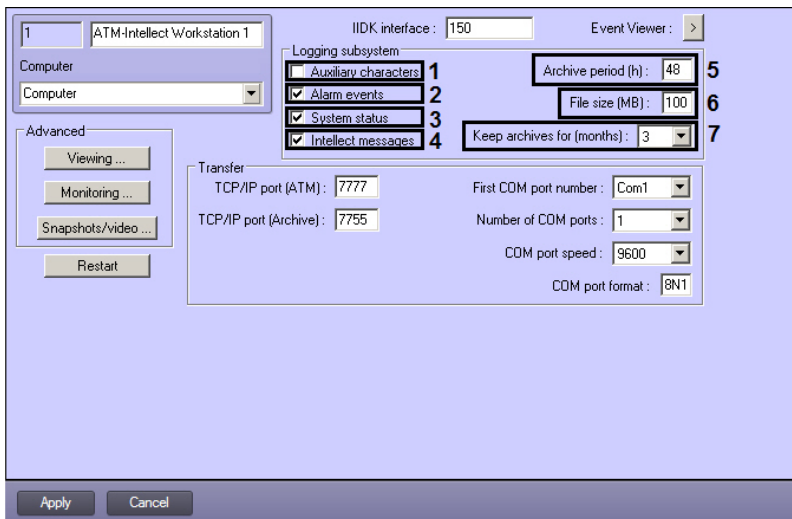 1 ATM-Intellect Workstation 1 IIDK interface : 150 Event Viewer : >
Computer
Computer
Logging subsystem
Auxiliary characters 1 Archive period (h) : 48 5
Alarm events 2 File size (MB) : 100 6
System status 3
Intellect messages 4 Keep archives for (months) : 3 7
Advanced
Viewing ...
Monitoring ...
Snapshots/video ...
Restart
Transfer
TCP/IP port (ATM) : 7777 First COM port number : Com1
TCP/IP port (Archive) : 7755 Number of COM ports : 1
COM port speed : 9600
COM port format : 8N1
Apply Cancel